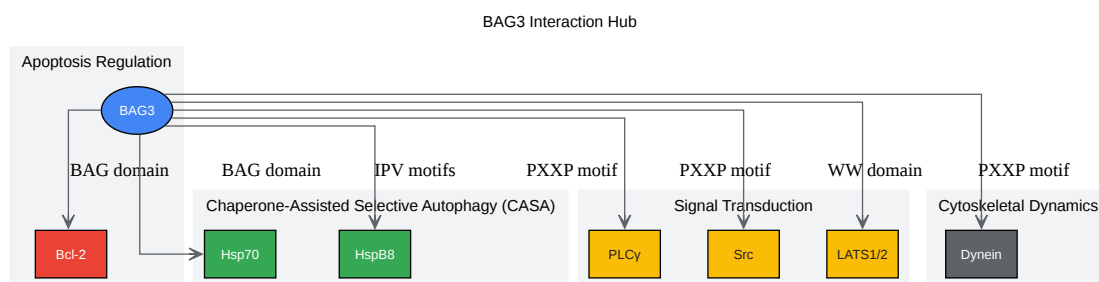 BAG3 Interaction Hub
Apoptosis Regulation
BAG3
BAG domain
BAG domain
IPV motifs
PXXP motif
PXXP motif
WW domain
PXXP motif
Chaperone-Assisted Selective Autophagy (CASA)
Signal Transduction
Cytoskeletal Dynamics
Bcl-2
Hsp70
HspB8
PLCγ
Src
LATS1/2
Dynein